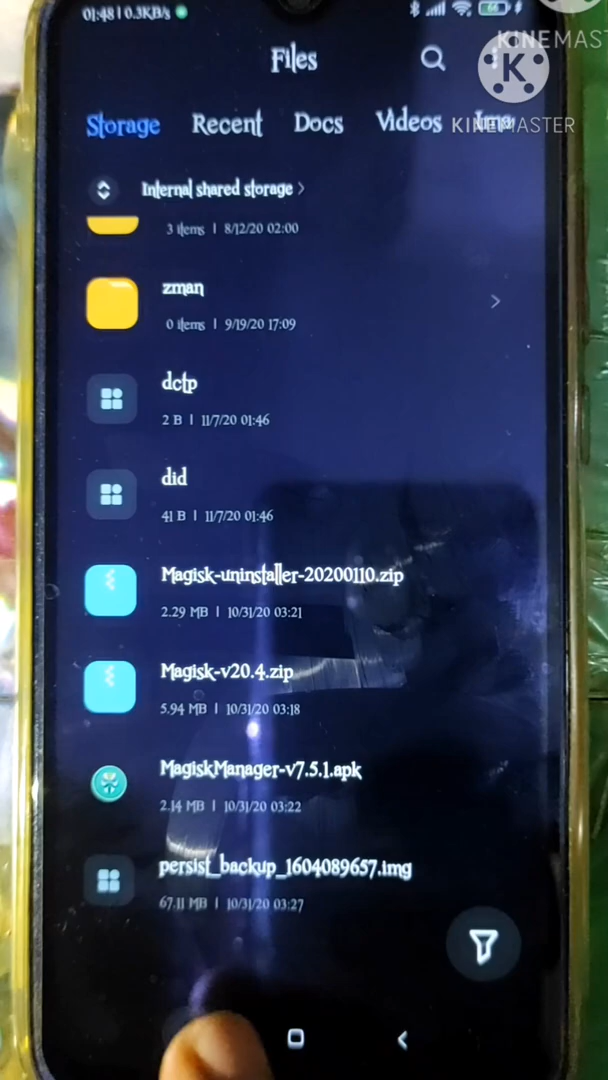 01:48 | 0.3KB/s
Files
KINEMAS
K
KINEMASTER
Storage Recent Docs Videos
Internal shared storage >
3 items | 8/12/20 02:00
zman
0 items | 9/19/20 17:09
dctp
2 B | 11/7/20 01:46
did
41 B | 11/7/20 01:46
Magisk-uninstaller-20200110.zip
2.29 MB | 10/31/20 03:21
Magisk-v20.4.zip
5.94 MB | 10/31/20 03:18
MagiskManager-v7.5.1.apk
2.14 MB | 10/31/20 03:22
persist_backup_1604089657.img
67.11 MB | 10/31/20 03:27